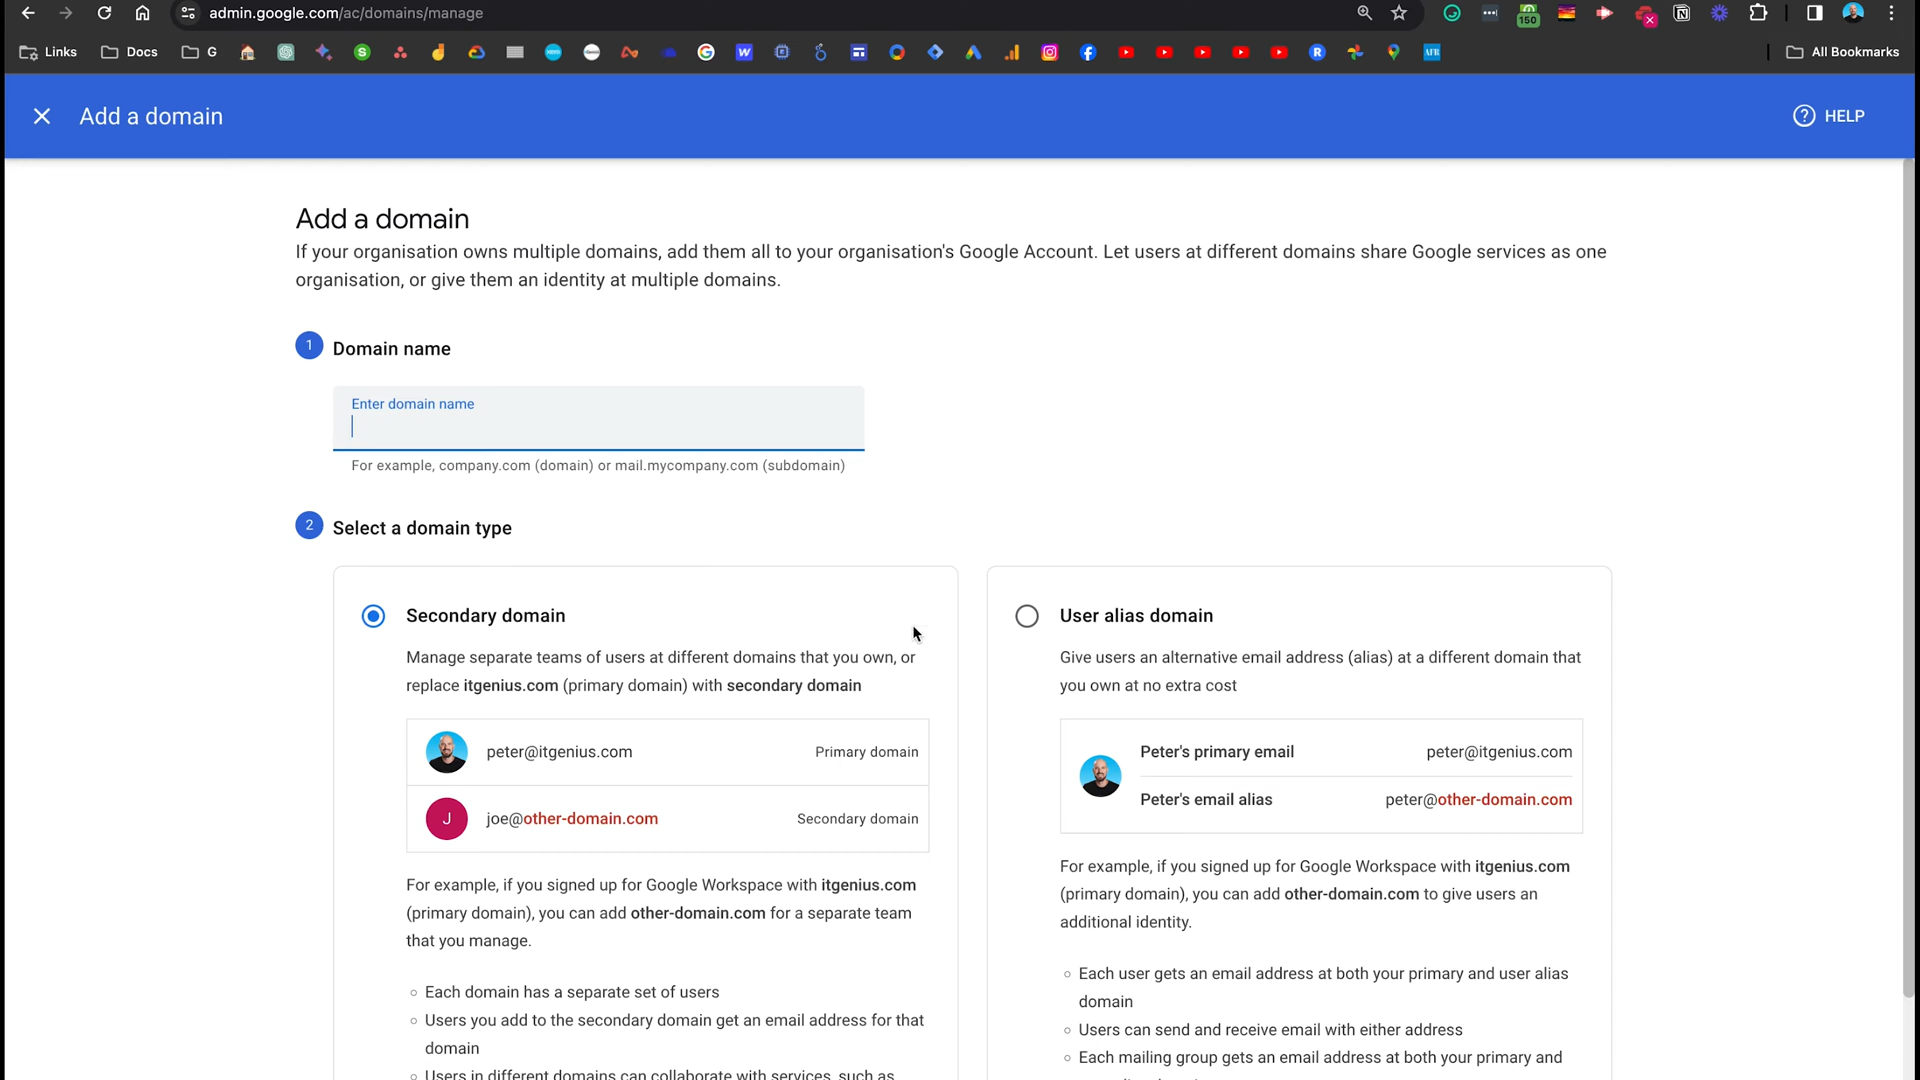 admin.google.com/ac/domains/manage
150
Links
Docs
G
AFR
All Bookmarks
Add a domain
HELP
Add a domain
If your organisation owns multiple domains, add them all to your organisation's Google Account. Let users at different domains share Google services as one
organisation, or give them an identity at multiple domains.
1 Domain name
Enter domain name
For example, company.com (domain) or mail.mycompany.com (subdomain)
2 Select a domain type
Secondary domain
Manage separate teams of users at different domains that you own, or
replace itgenius.com (primary domain) with secondary domain
peter@itgenius.com Primary domain
J joe@other-domain.com Secondary domain
For example, if you signed up for Google Workspace with itgenius.com
(primary domain), you can add other-domain.com for a separate team
that you manage.
Each domain has a separate set of users
Users you add to the secondary domain get an email address for that
domain
Users in different domains can collaborate with services, such as
User alias domain
Give users an alternative email address (alias) at a different domain that
you own at no extra cost
Peter's primary email peter@itgenius.com
Peter's email alias peter@other-domain.com
For example, if you signed up for Google Workspace with itgenius.com
(primary domain), you can add other-domain.com to give users an
additional identity.
Each user gets an email address at both your primary and user alias
domain
Users can send and receive email with either address
Each mailing group gets an email address at both your primary and